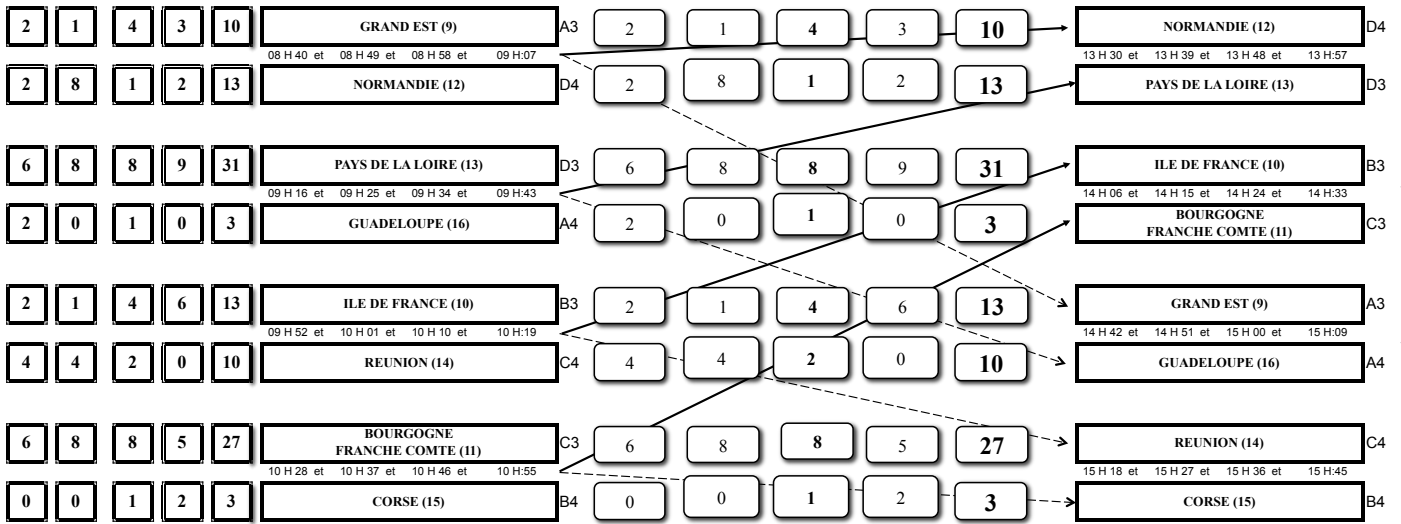 2 1 4 3 10 GRAND EST (9) A3 2 1 4 3 10 NORMANDIE (12) D4
08 H 40 et 08 H 49 et 08 H 58 et 09 H:07 13 H 30 et 13 H 39 et 13 H 48 et 13 H:57
2 8 1 2 13 NORMANDIE (12) D4 2 8 1 2 13 PAYS DE LA LOIRE (13) D3
6 8 8 9 31 PAYS DE LA LOIRE (13) D3 6 8 8 9 31 ILE DE FRANCE (10) B3
09 H 16 et 09 H 25 et 09 H 34 et 09 H:43 14 H 06 et 14 H 15 et 14 H 24 et 14 H:33
2 0 1 0 3 GUADELOUPE (16) A4 2 0 1 0 3 BOURGOGNE
FRANCHE COMTE (11) C3
2 1 4 6 13 ILE DE FRANCE (10) B3 2 1 4 6 13 GRAND EST (9) A3
09 H 52 et 10 H 01 et 10 H 10 et 10 H:19 14 H 42 et 14 H 51 et 15 H 00 et 15 H:09
4 4 2 0 10 REUNION (14) C4 4 4 2 0 10 GUADELOUPE (16) A4
6 8 8 5 27 BOURGOGNE
FRANCHE COMTE (11) C3 6 8 8 5 27 REUNION (14) C4
10 H 28 et 10 H 37 et 10 H 46 et 10 H:55 15 H 18 et 15 H 27 et 15 H 36 et 15 H:45
0 0 1 2 3 CORSE (15) B4 0 0 1 2 3 CORSE (15) B4